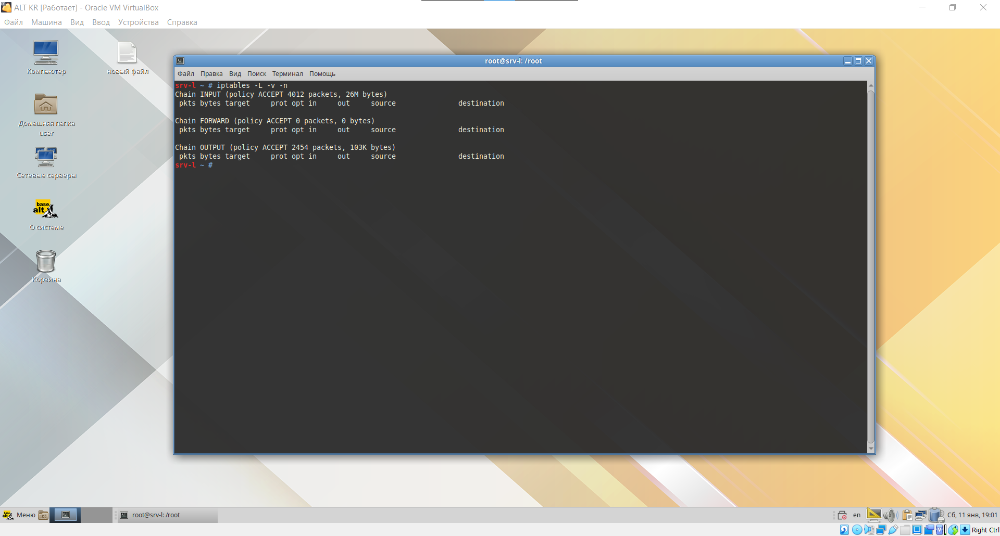 ALT KR [Работает] - Oracle VM VirtualBox
Файл Машина Вид Ввод Устройства Справка
Компьютер
новый файл
Домашняя папка
user
Сетевые серверы
base
alt
О системе
Корзина
root@srv-l: /root
Файл Правка Вид Поиск Терминал Помощь
srv-l ~ # iptables -L -v -n
Chain INPUT (policy ACCEPT 4012 packets, 26M bytes)
 pkts bytes target     prot opt in     out     source               destination
Chain FORWARD (policy ACCEPT 0 packets, 0 bytes)
 pkts bytes target     prot opt in     out     source               destination
Chain OUTPUT (policy ACCEPT 2454 packets, 103K bytes)
 pkts bytes target     prot opt in     out     source               destination
srv-l ~ #
base alt Меню root@srv-l: /root en Сб, 11 янв, 19:01
Right Ctrl